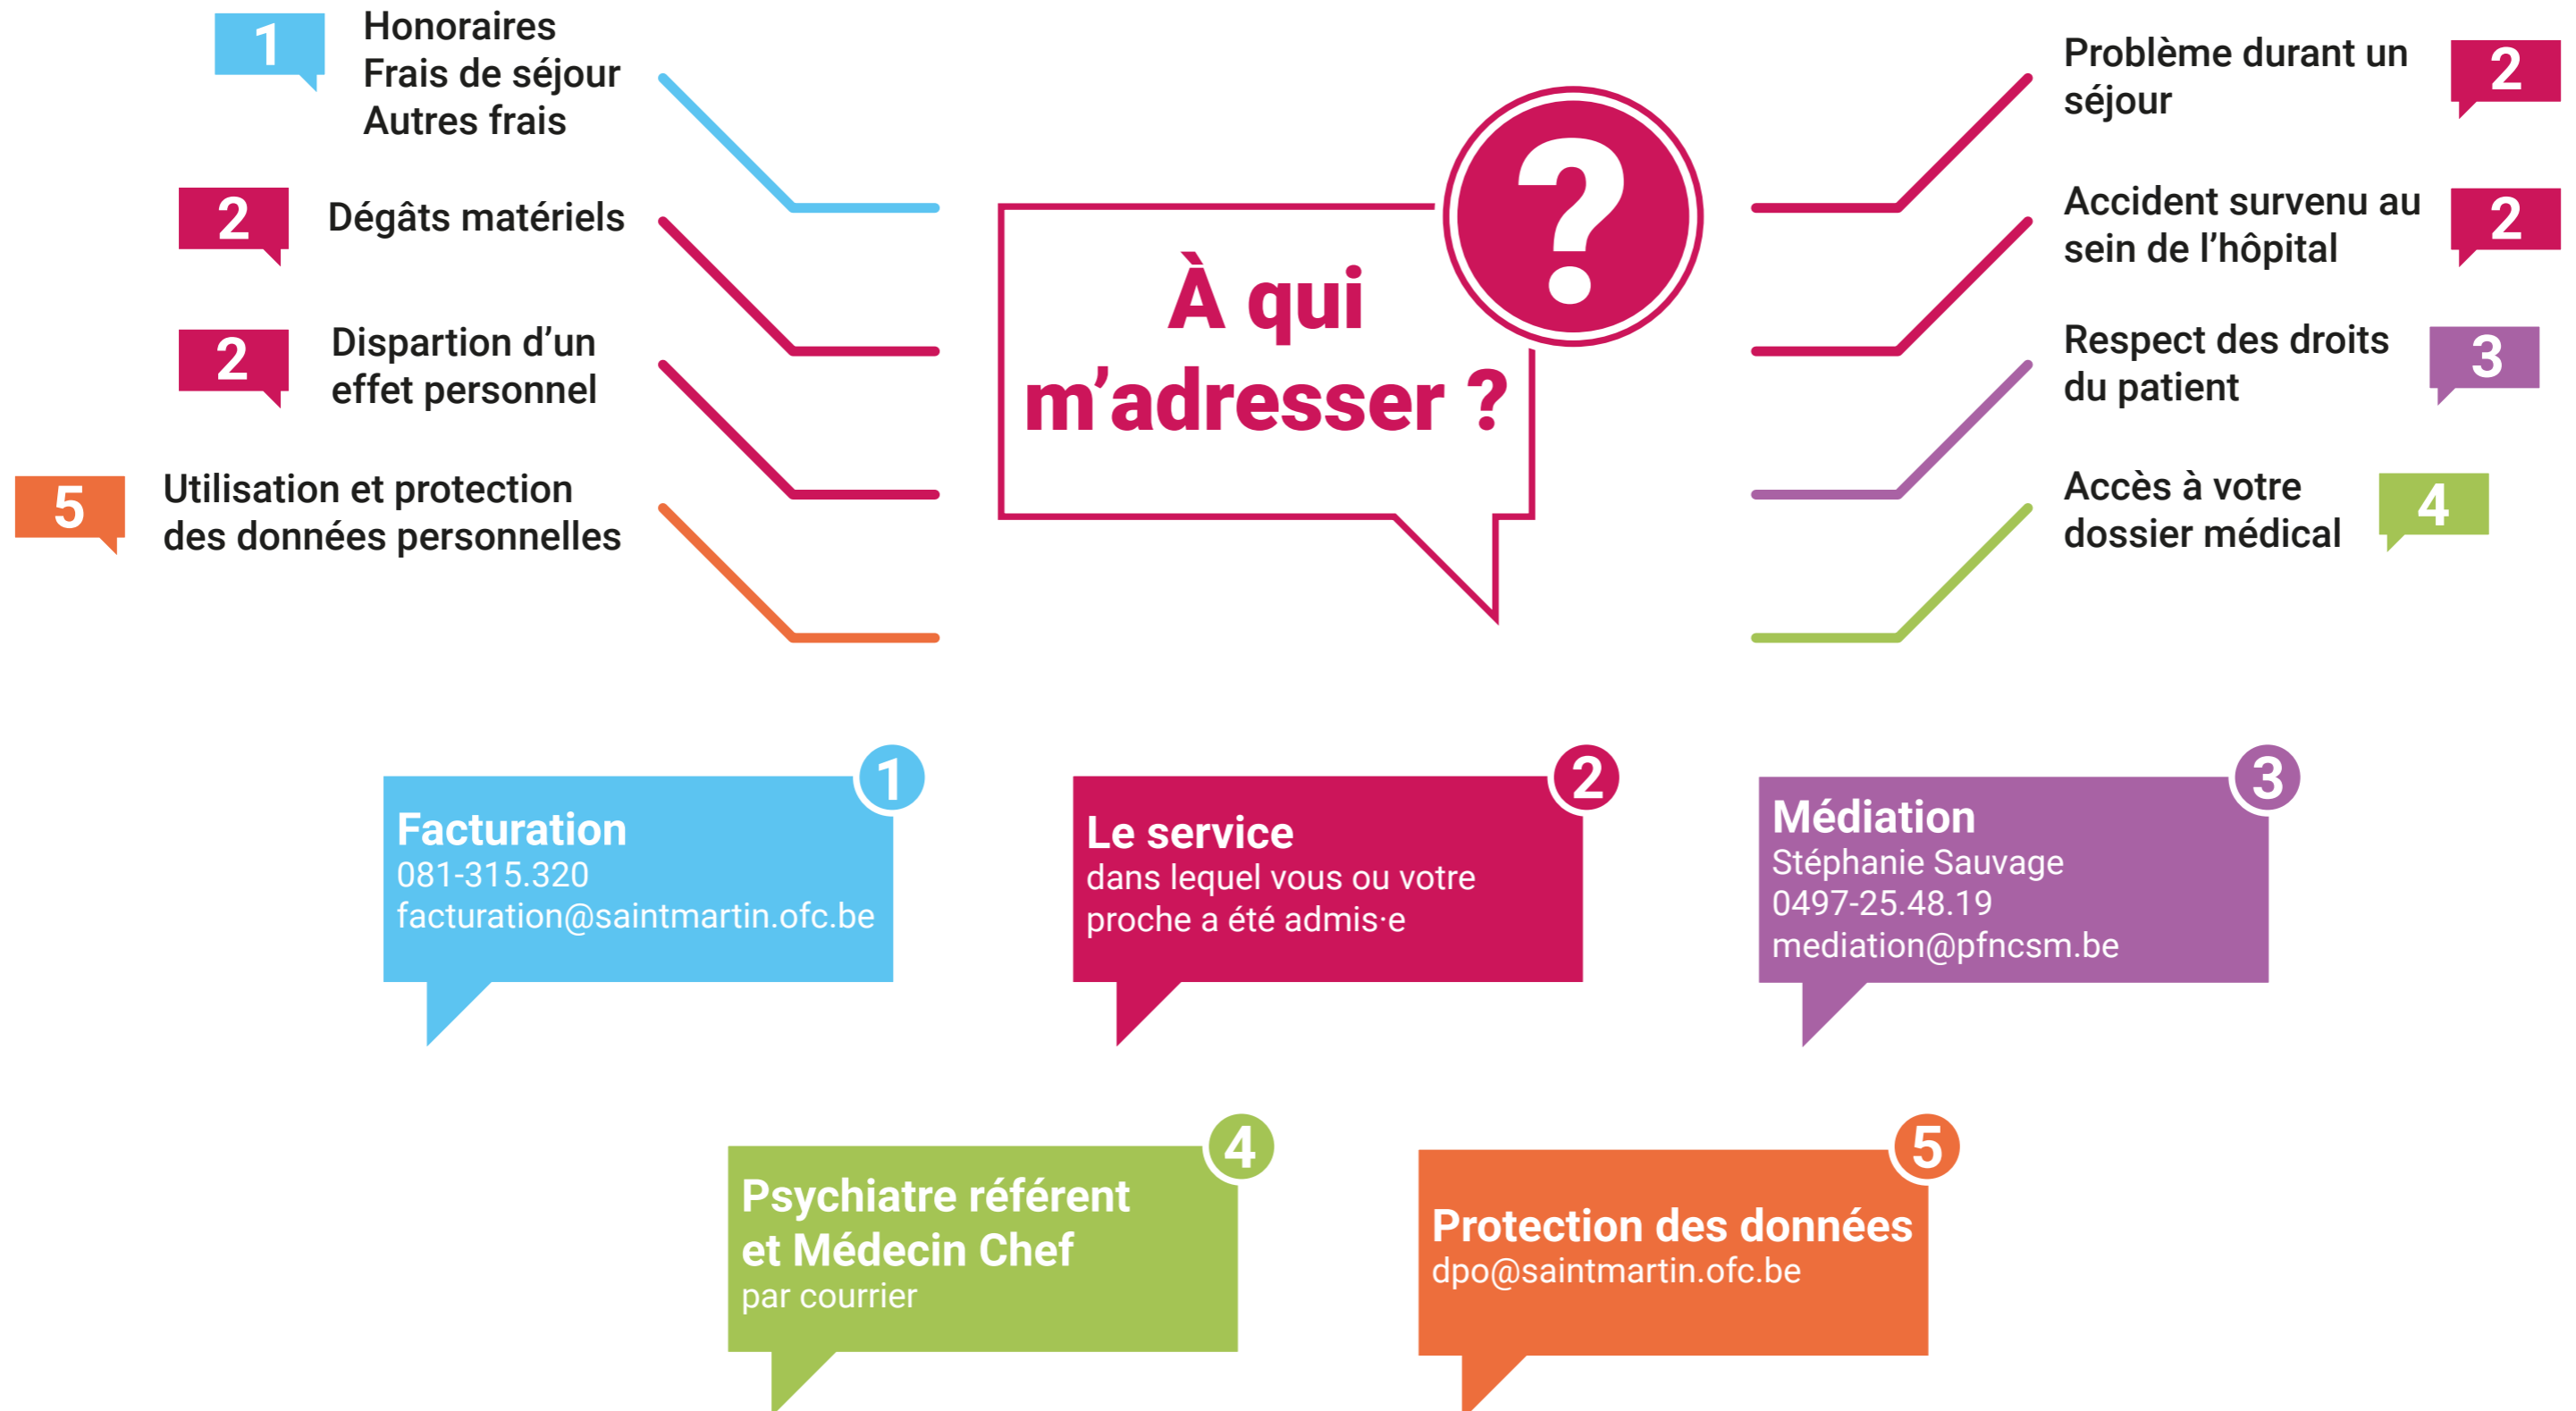 1
Honoraires
Frais de séjour
Autres frais
2
Dégâts matériels
2
Dispartion d'un
effet personnel
5
Utilisation et protection
des données personnelles
?
À qui
m'adresser ?
Problème durant un
séjour
2
Accident survenu au
sein de l'hôpital
2
Respect des droits
du patient
3
Accès à votre
dossier médical
4
1
Facturation
081-315.320
facturation@saintmartin.ofc.be
2
Le service
dans lequel vous ou votre
proche a été admis·e
3
Médiation
Stéphanie Sauvage
0497-25.48.19
mediation@pfncsm.be
4
Psychiatre référent
et Médecin Chef
par courrier
5
Protection des données
dpo@saintmartin.ofc.be